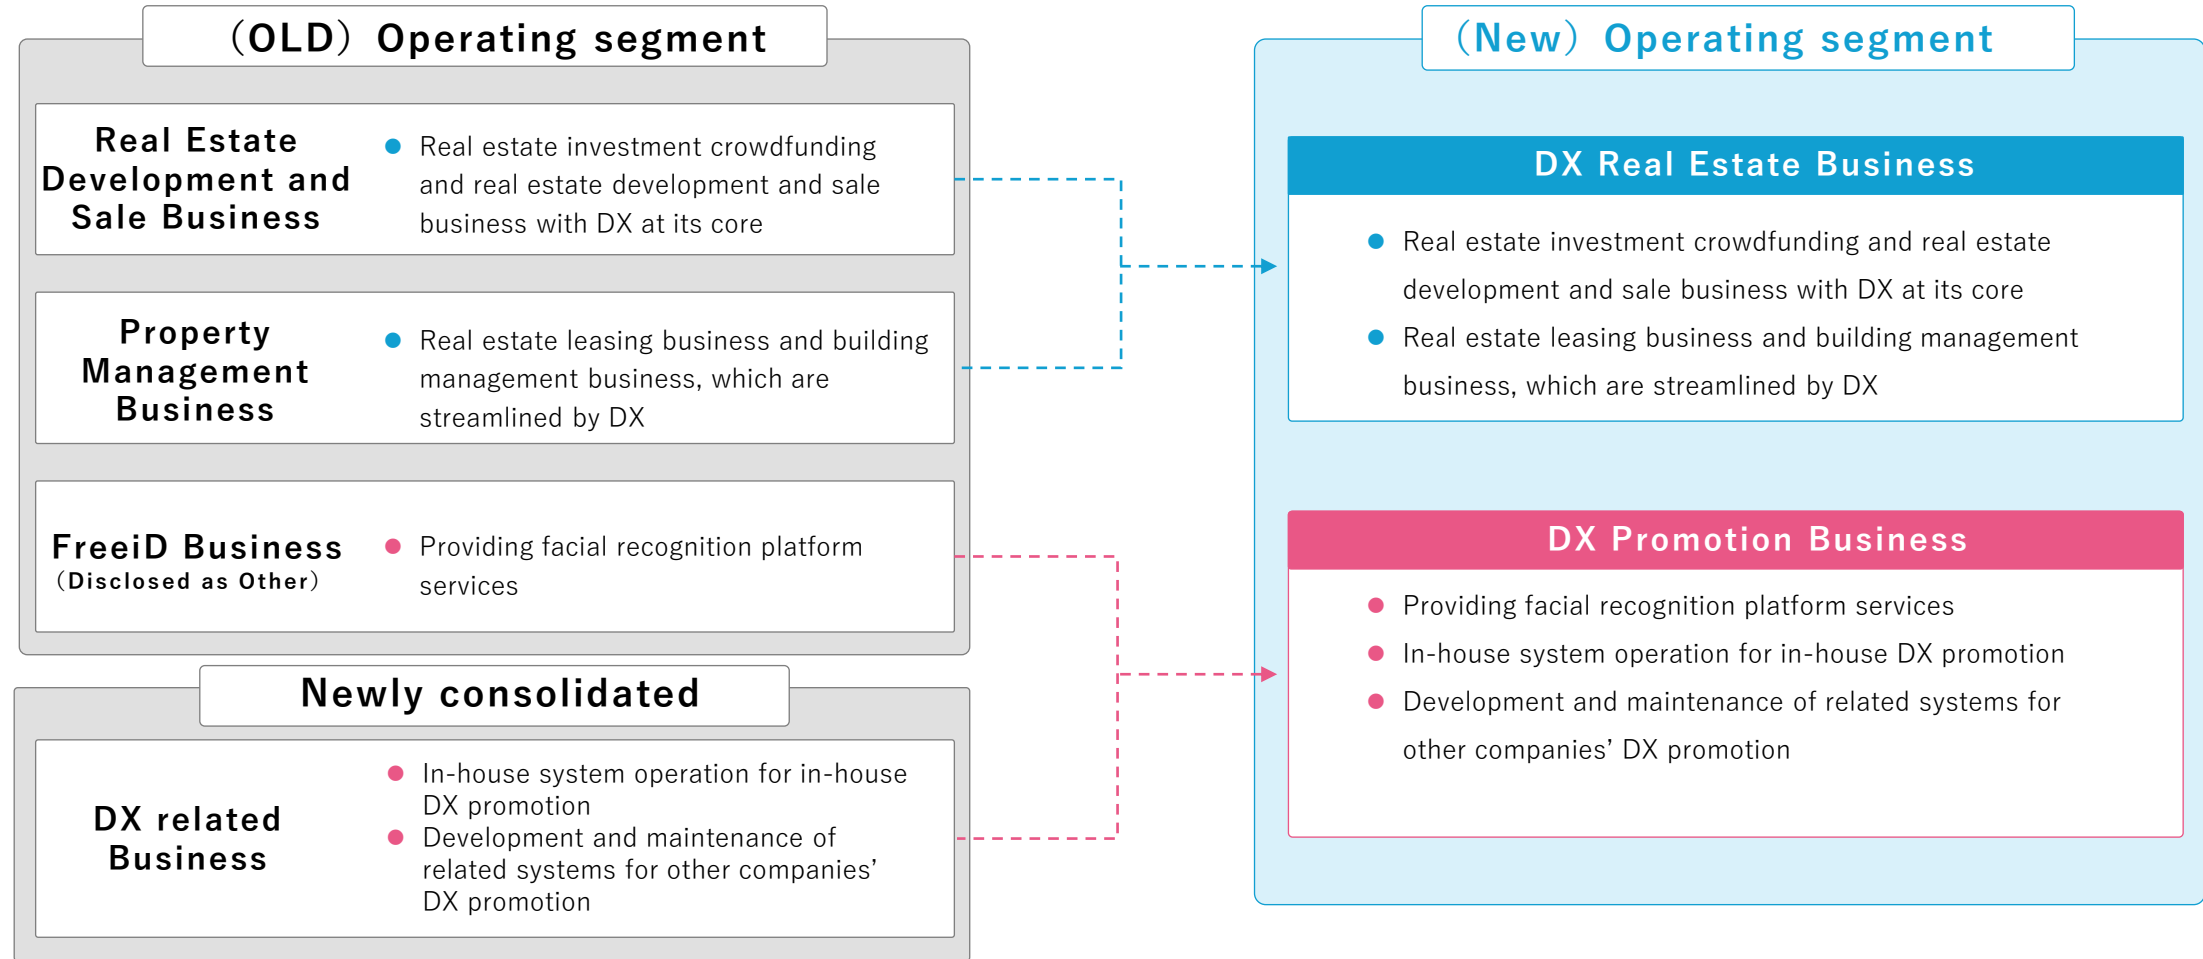 （OLD）Operating segment
Real Estate
Development and
Sale Business
● Real estate investment crowdfunding
and real estate development and sale
business with DX at its core
Property
Management
Business
● Real estate leasing business and building
management business, which are
streamlined by DX
FreeiD Business
（Disclosed as Other）
● Providing facial recognition platform
services
Newly consolidated
DX related
Business
● In-house system operation for in-house
DX promotion
● Development and maintenance of
related systems for other companies’
DX promotion
（New）Operating segment
DX Real Estate Business
● Real estate investment crowdfunding and real estate
development and sale business with DX at its core
● Real estate leasing business and building management
business, which are streamlined by DX
DX Promotion Business
● Providing facial recognition platform services
● In-house system operation for in-house DX promotion
● Development and maintenance of related systems for
other companies’ DX promotion